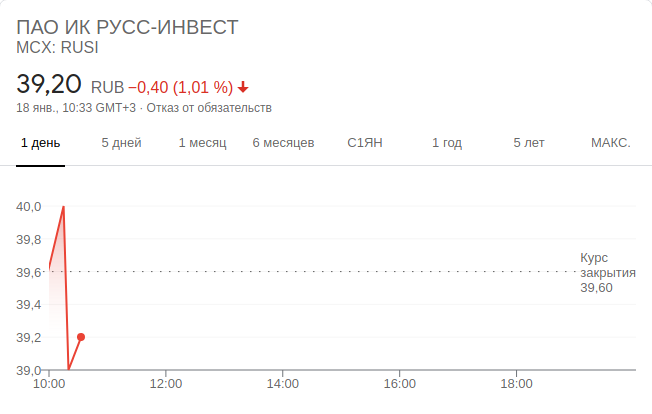 ПАО ИК РУСС-ИНВЕСТ
MCX: RUSI
39,20 RUB −0,40 (1,01 %)
18 янв., 10:33 GMT+3 · Отказ от обязательств
1 день 5 дней 1 месяц 6 месяцев С1ЯН 1 год 5 лет МАКС.
40,0
39,8
39,6
39,4
39,2
39,0
Курс
закрытия
39,60
10:00 12:00 14:00 16:00 18:00